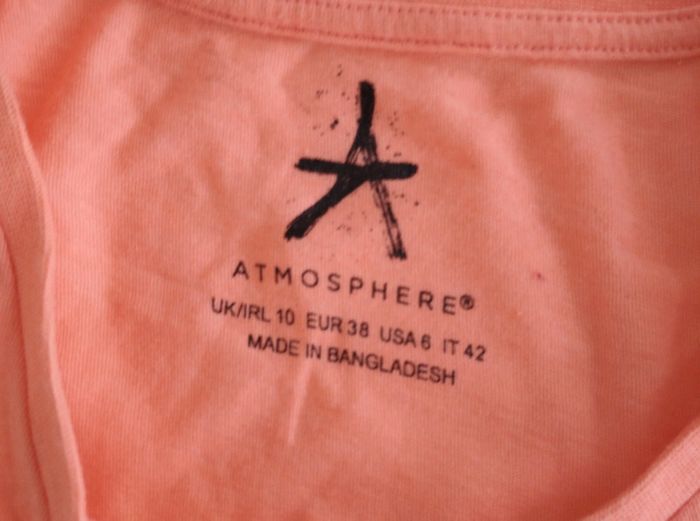 ATMOSPHERE®
UK/IRL 10 EUR 38 USA 6 IT 42
MADE IN BANGLADESH